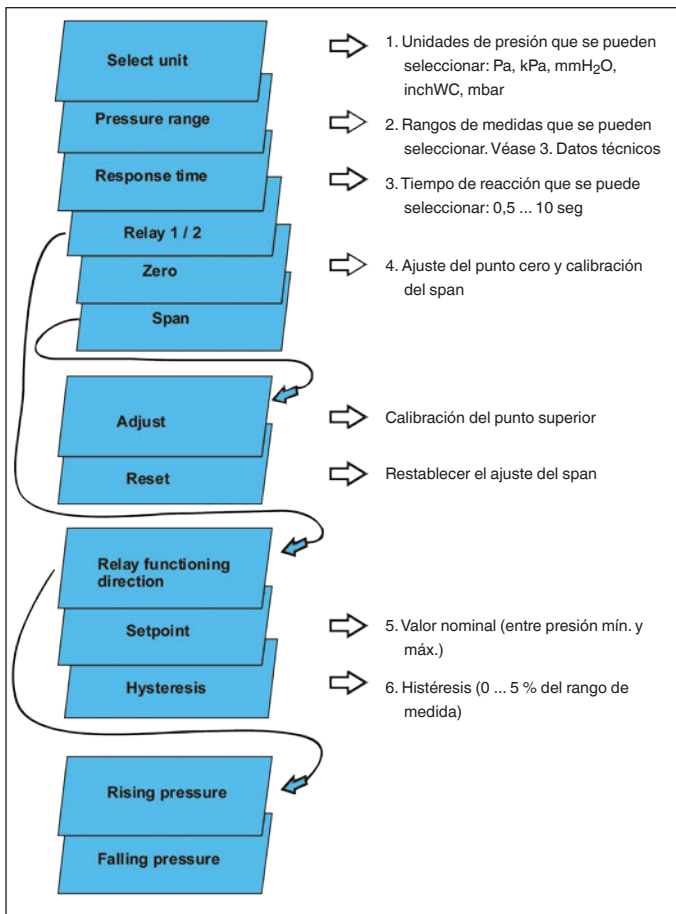 Select unit
1. Unidades de presión que se pueden
seleccionar: Pa, kPa, mmH₂O,
inchWC, mbar
Pressure range
2. Rangos de medidas que se pueden
seleccionar. Véase 3. Datos técnicos
Response time
3. Tiempo de reacción que se puede
seleccionar: 0,5 ... 10 seg
Relay 1 / 2
Zero
4. Ajuste del punto cero y calibración
del span
Span
Adjust
Calibración del punto superior
Reset
Restablecer el ajuste del span
Relay functioning
direction
Setpoint
5. Valor nominal (entre presión mín. y
máx.)
Hysteresis
6. Histéresis (0 ... 5 % del rango de
medida)
Rising pressure
Falling pressure